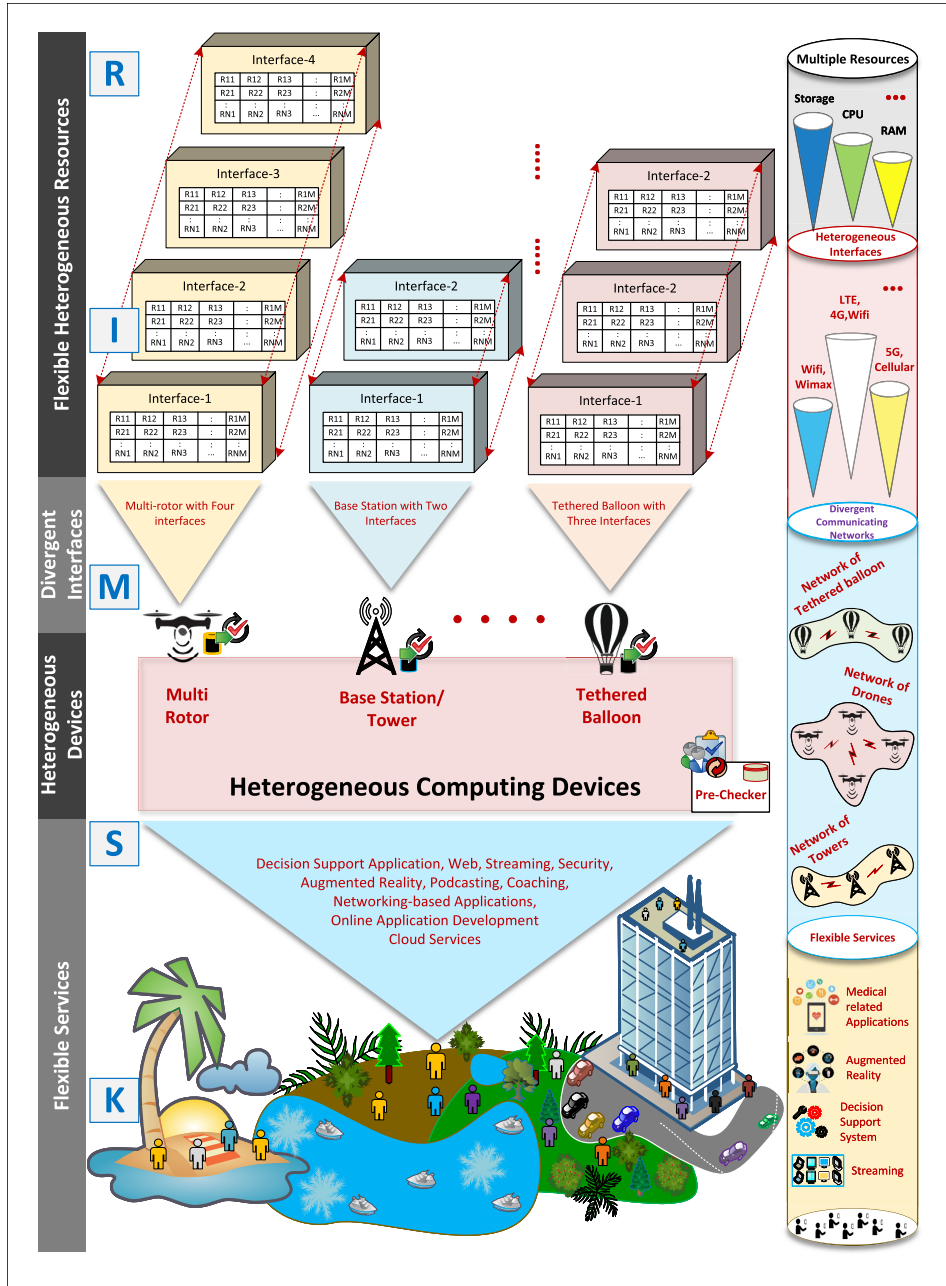 Flexible Heterogeneous Resources
Divergent
Interfaces
Heterogeneous
Devices
Flexible Services
R
I
M
S
K
Interface-4
R11 R12 R13 : R1M
R21 R22 R23 : R2M
: : : :
RN1 RN2 RN3 ... RNM
Interface-3
R11 R12 R13 : R1M
R21 R22 R23 : R2M
: : : :
RN1 RN2 RN3 ... RNM
Interface-2
R11 R12 R13 : R1M
R21 R22 R23 : R2M
: : : :
RN1 RN2 RN3 ... RNM
Interface-1
R11 R12 R13 : R1M
R21 R22 R23 : R2M
: : : :
RN1 RN2 RN3 ... RNM
Interface-2
R11 R12 R13 : R1M
R21 R22 R23 : R2M
: : : :
RN1 RN2 RN3 ... RNM
Interface-1
R11 R12 R13 : R1M
R21 R22 R23 : R2M
: : : :
RN1 RN2 RN3 ... RNM
Interface-2
R11 R12 R13 : R1M
R21 R22 R23 : R2M
: : : :
RN1 RN2 RN3 ... RNM
Interface-2
R11 R12 R13 : R1M
R21 R22 R23 : R2M
: : : :
RN1 RN2 RN3 ... RNM
Interface-1
R11 R12 R13 : R1M
R21 R22 R23 : R2M
: : : :
RN1 RN2 RN3 ... RNM
Multi-rotor with Four
interfaces
Base Station with Two
Interfaces
Tethered Balloon with
Three Interfaces
Multi
Rotor
Base Station/
Tower
Tethered
Balloon
Heterogeneous Computing Devices
Pre-Checker
Decision Support Application, Web, Streaming, Security,
Augmented Reality, Podcasting, Coaching,
Networking-based Applications,
Online Application Development
Cloud Services
Multiple Resources
Storage
CPU
RAM
Heterogeneous
Interfaces
LTE,
4G,Wifi
Wifi,
Wimax
5G,
Cellular
Divergent
Communicating
Networks
Network of
Tethered balloon
Network of
Drones
Network of
Towers
Flexible Services
Medical
related
Applications
Augmented
Reality
Decision
Support
System
Streaming